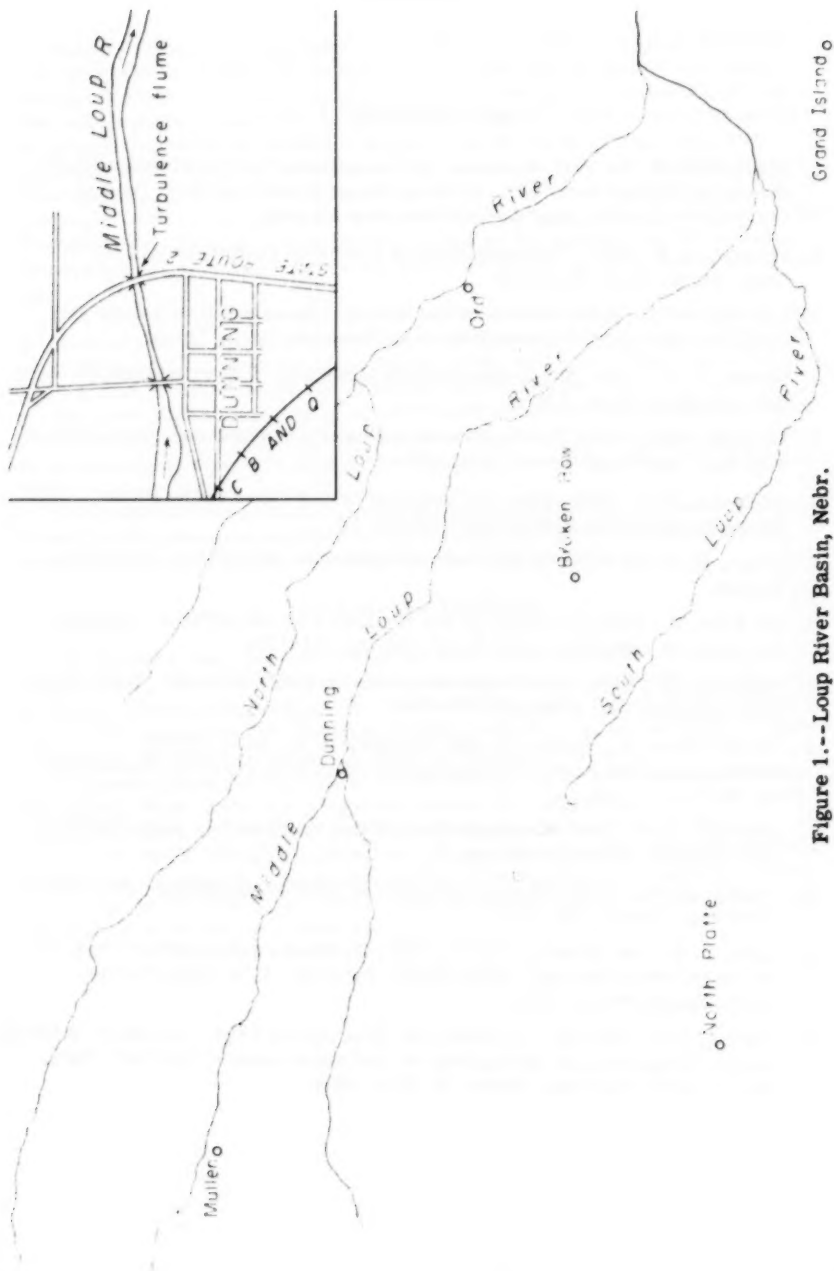 Middle Loup R
Turbulence flume
STATE ROUTE 2
DUNNING
C B AND Q
North
Loup
River
Ord
Middle
Loup
River
Mullen
Dunning
Broken Bow
South
Loup
River
North Platte
Grand Island
Figure 1.--Loup River Basin, Nebr.